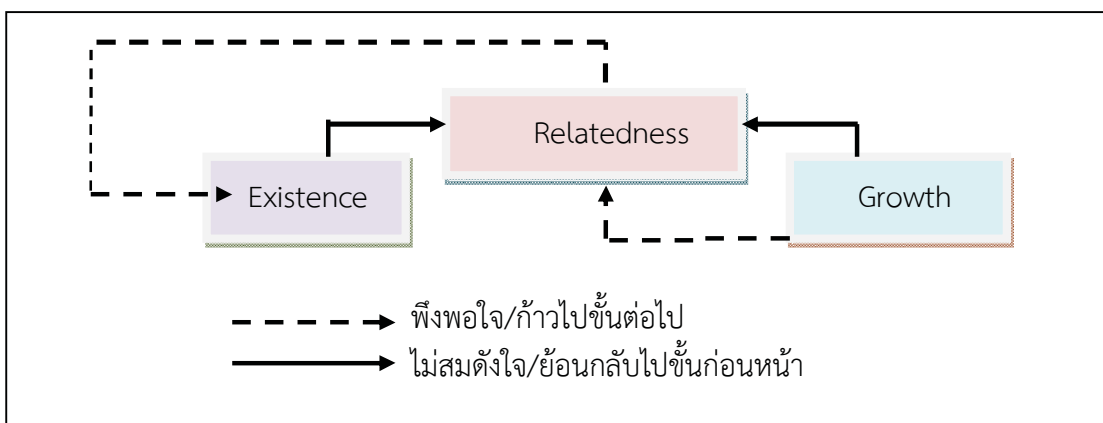 Relatedness
Existence
Growth
พึงพอใจ/ก้าวไปขั้นต่อไป
ไม่สมดังใจ/ย้อนกลับไปขั้นก่อนหน้า